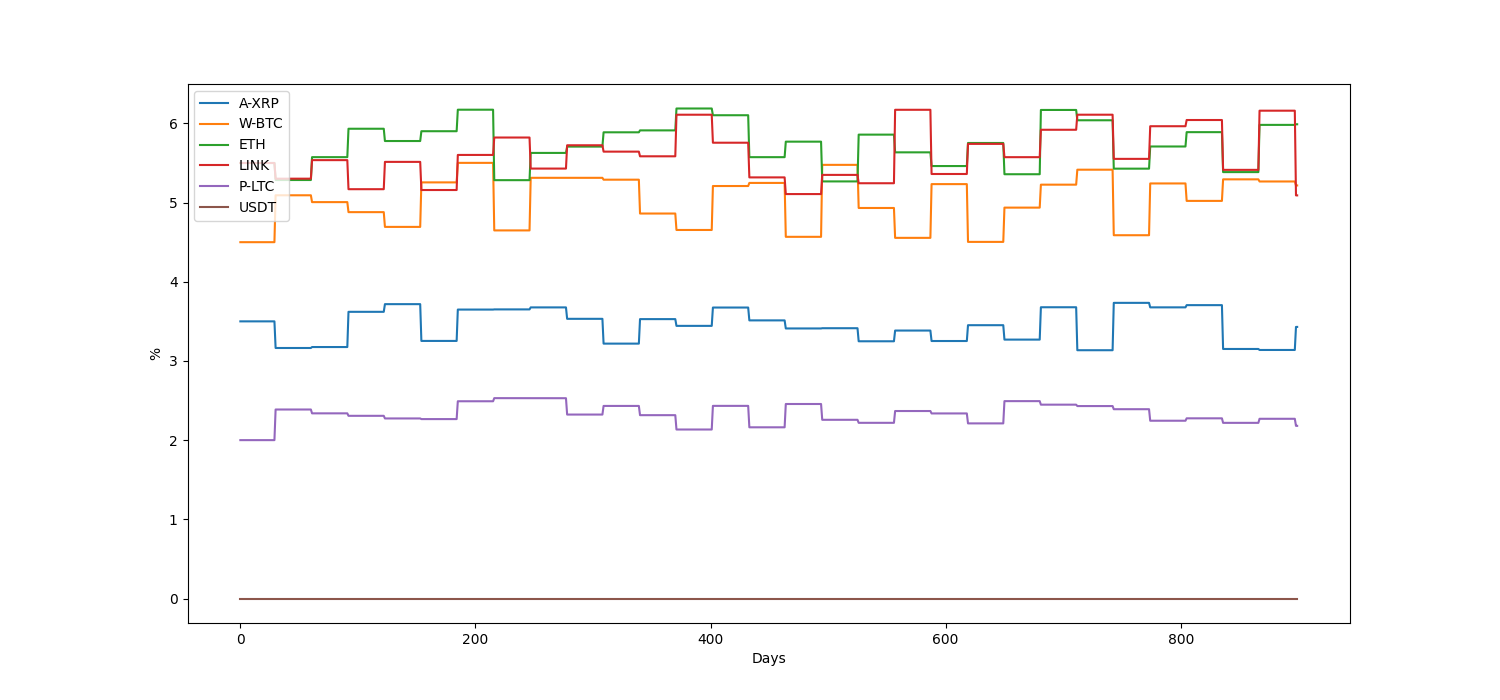 A-XRP
W-BTC
ETH
LINK
P-LTC
USDT
6
5
4
3
2
1
0
%
0 200 400 600 800
Days